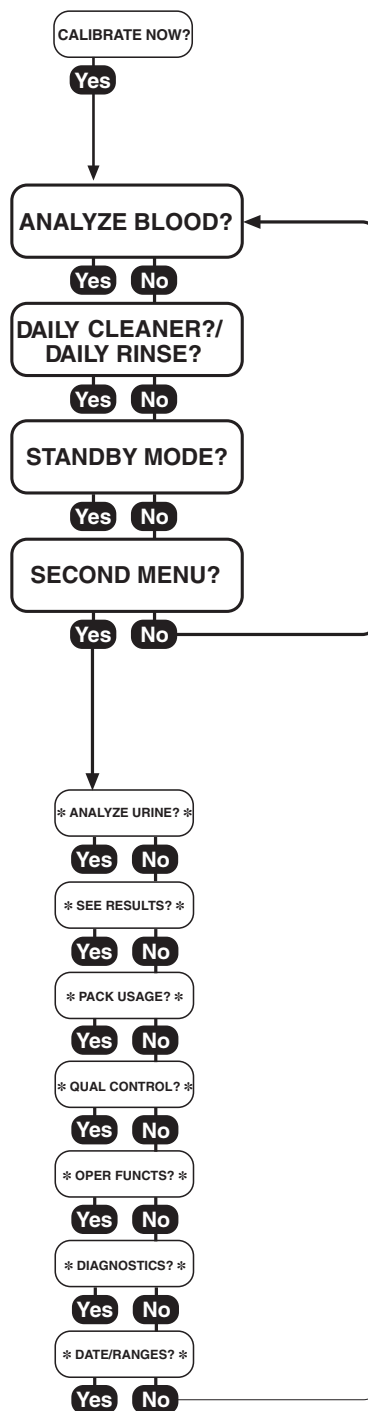 CALIBRATE NOW?
Yes
ANALYZE BLOOD?
Yes No
DAILY CLEANER?/
DAILY RINSE?
Yes No
STANDBY MODE?
Yes No
SECOND MENU?
Yes No
✻ ANALYZE URINE? ✻
Yes No
✻ SEE RESULTS? ✻
Yes No
✻ PACK USAGE? ✻
Yes No
✻ QUAL CONTROL? ✻
Yes No
✻ OPER FUNCTS? ✻
Yes No
✻ DIAGNOSTICS? ✻
Yes No
✻ DATE/RANGES? ✻
Yes No